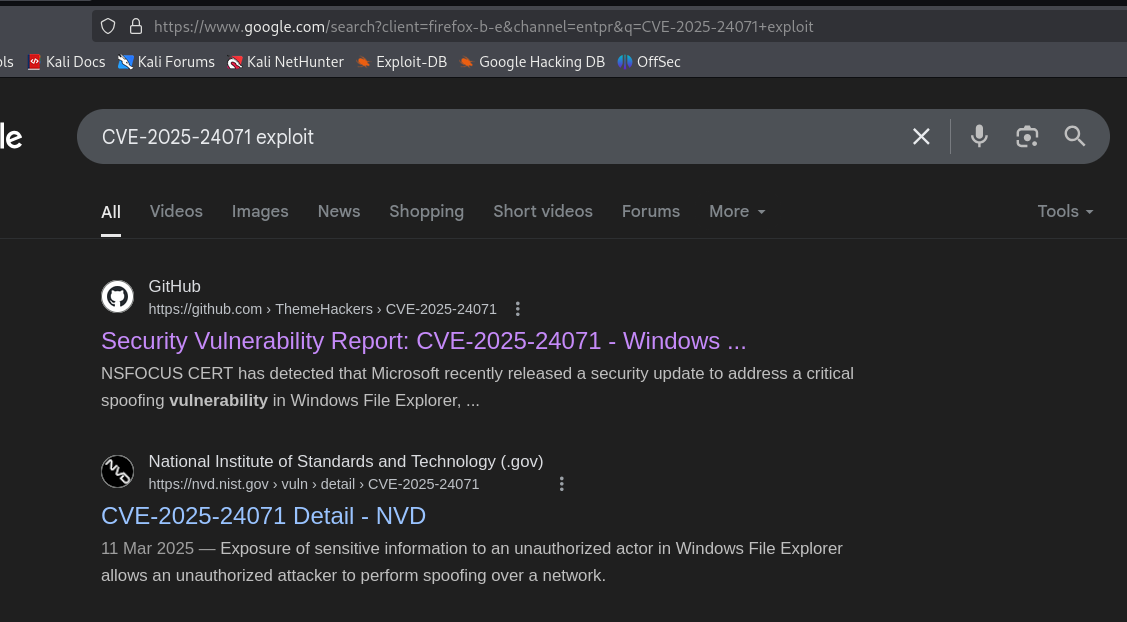 https://www.google.com/search?client=firefox-b-e&channel=entpr&q=CVE-2025-24071+exploit
ols Kali Docs Kali Forums Kali NetHunter Exploit-DB Google Hacking DB OffSec
le
CVE-2025-24071 exploit
All Videos Images News Shopping Short videos Forums More Tools
GitHub
https://github.com › ThemeHackers › CVE-2025-24071
Security Vulnerability Report: CVE-2025-24071 - Windows ...
NSFOCUS CERT has detected that Microsoft recently released a security update to address a critical
spoofing vulnerability in Windows File Explorer, ...
NVD
National Institute of Standards and Technology (.gov)
https://nvd.nist.gov › vuln › detail › CVE-2025-24071
CVE-2025-24071 Detail - NVD
11 Mar 2025 — Exposure of sensitive information to an unauthorized actor in Windows File Explorer
allows an unauthorized attacker to perform spoofing over a network.